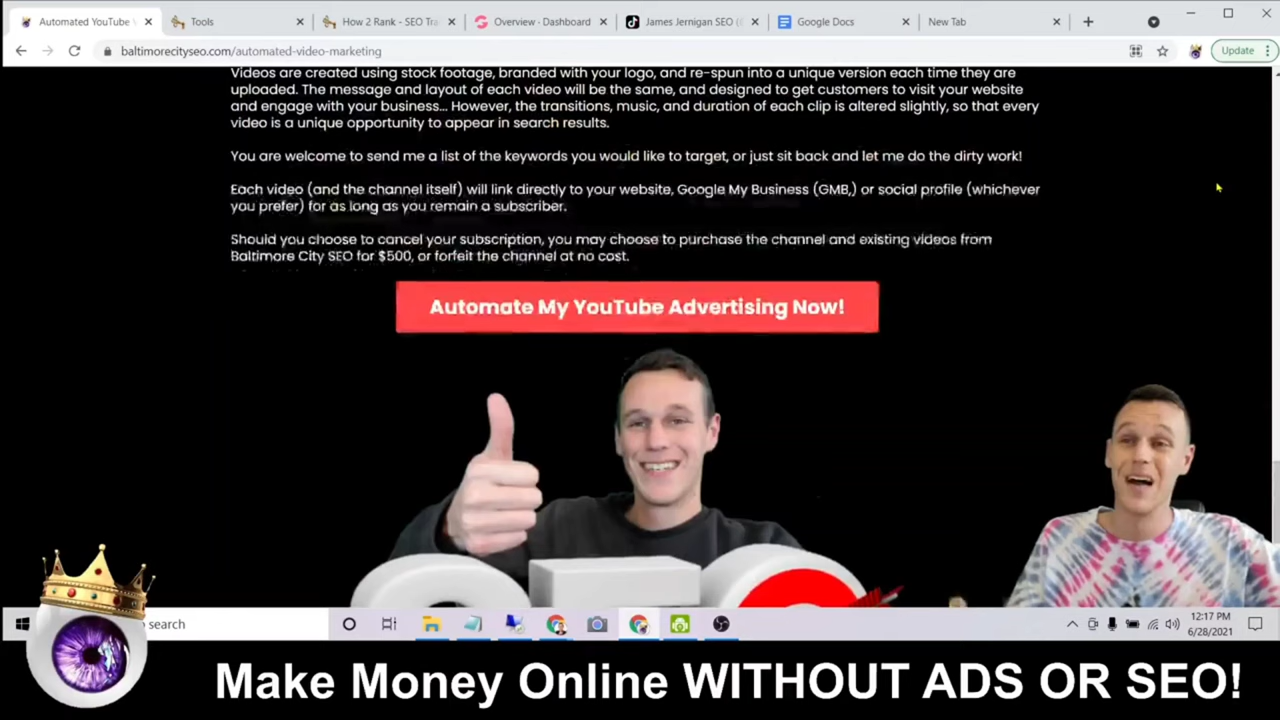 Automated YouTube
Tools
How 2 Rank - SEO Tra
Overview - Dashboard
James Jernigan SEO (
Google Docs
New Tab
baltimorecityseo.com/automated-video-marketing
Update
Videos are created using stock footage, branded with your logo, and re-spun into a unique version each time they are
uploaded. The message and layout of each video will be the same, and designed to get customers to visit your website
and engage with your business... However, the transitions, music, and duration of each clip is altered slightly, so that every
video is a unique opportunity to appear in search results.
You are welcome to send me a list of the keywords you would like to target, or just sit back and let me do the dirty work!
Each video (and the channel itself) will link directly to your website, Google My Business (GMB,) or social profile (whichever
you prefer) for as long as you remain a subscriber.
Should you choose to cancel your subscription, you may choose to purchase the channel and existing videos from
Baltimore City SEO for $500, or forfeit the channel at no cost.
Automate My YouTube Advertising Now!
search
12:17 PM
6/28/2021
Make Money Online WITHOUT ADS OR SEO!